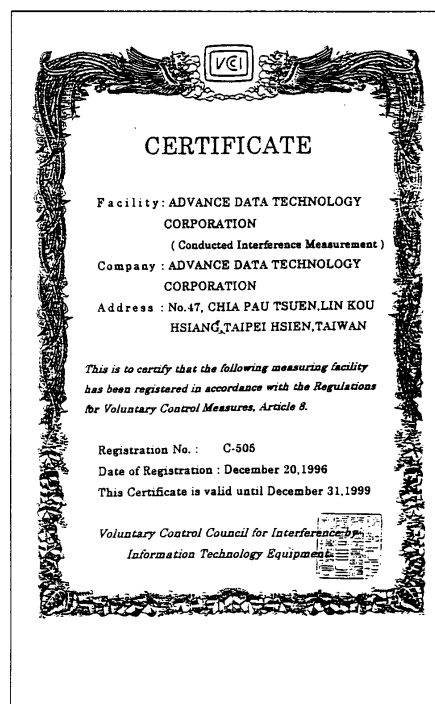 VCI
CERTIFICATE
Facility : ADVANCE DATA TECHNOLOGY
CORPORATION
( Conducted Interference Measurement )
Company : ADVANCE DATA TECHNOLOGY
CORPORATION
Address : No.47, CHIA PAU TSUEN,LIN KOU
HSIANG,TAIPEI HSIEN,TAIWAN
This is to certify that the following measuring facility
has been registered in accordance with the Regulations
for Voluntary Control Measures, Article 8.
Registration No. : C-505
Date of Registration : December 20,1996
This Certificate is valid until December 31,1999
Voluntary Control Council for Interference by
Information Technology Equipment